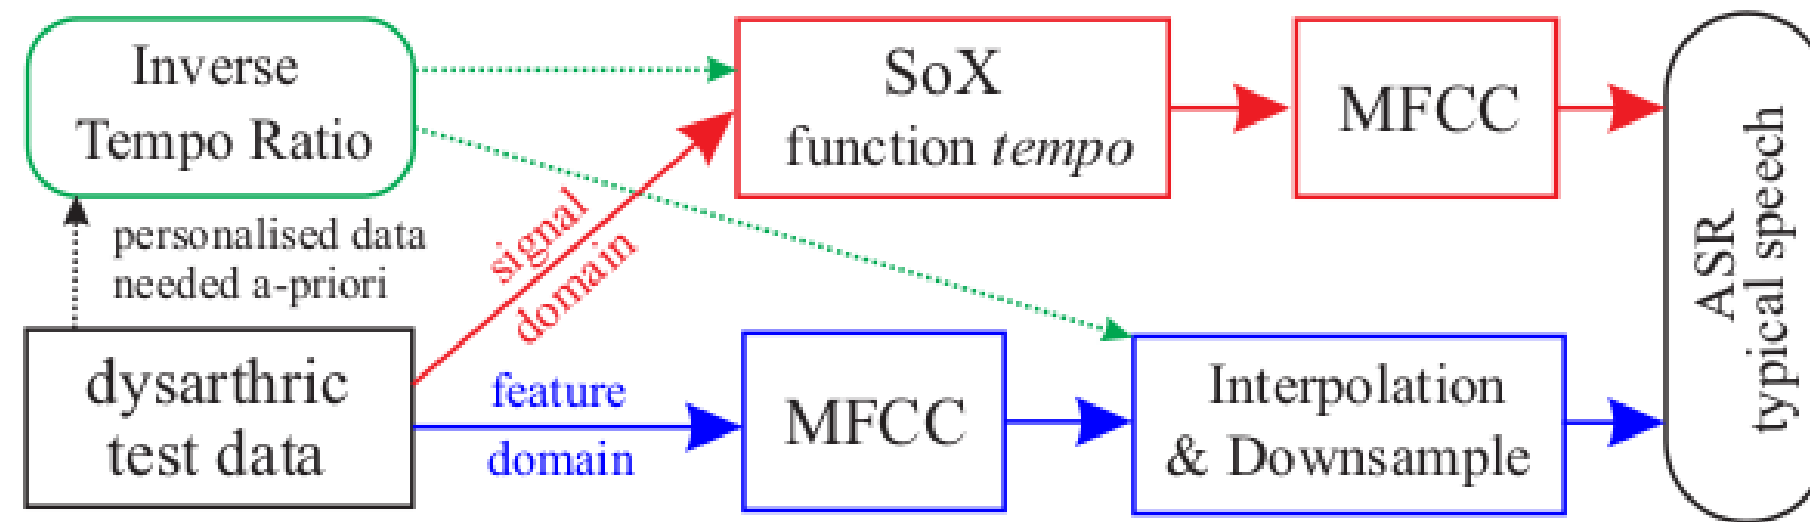 Inverse
Tempo Ratio
SoX
function tempo
MFCC
ASR
typical speech
personalised data
needed a-priori
signal
domain
dysarthric
test data
feature
domain
MFCC
Interpolation
& Downsample